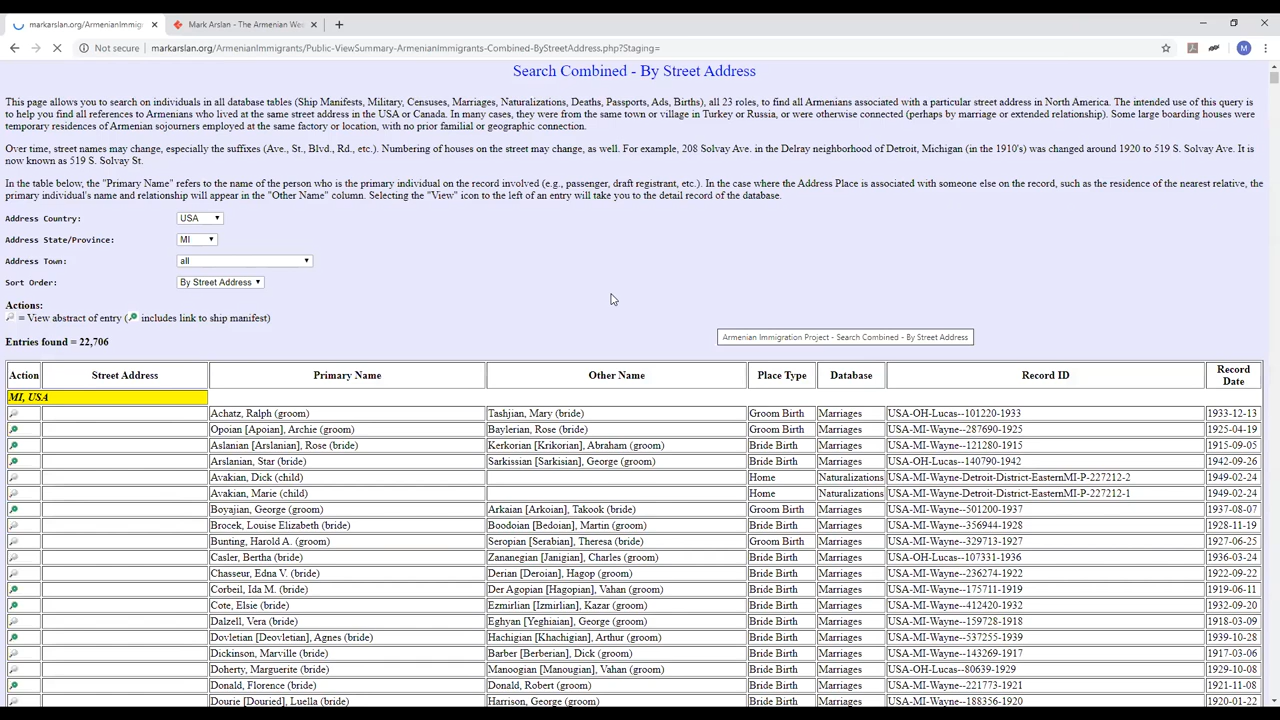 markarslan.org/ArmenianImmig
Mark Arslan - The Armenian We
Not secure
markarslan.org/ArmenianImmigrants/Public-ViewSummary-ArmenianImmigrants-Combined-ByStreetAddress.php?Staging=
M
Search Combined - By Street Address
This page allows you to search on individuals in all database tables (Ship Manifests, Military, Censuses, Marriages, Naturalizations, Deaths, Passports, Ads, Births), all 23 roles, to find all Armenians associated with a particular street address in North America. The intended use of this query is
to help you find all references to Armenians who lived at the same street address in the USA or Canada. In many cases, they were from the same town or village in Turkey or Russia, or were otherwise connected (perhaps by marriage or extended relationship). Some large boarding houses were
temporary residences of Armenian sojourners employed at the same factory or location, with no prior familial or geographic connection.
Over time, street names may change, especially the suffixes (Ave., St., Blvd., Rd., etc.). Numbering of houses on the street may change, as well. For example, 208 Solvay Ave. in the Delray neighborhood of Detroit, Michigan (in the 1910's) was changed around 1920 to 519 S. Solvay Ave. It is
now known as 519 S. Solvay St.
In the table below, the "Primary Name" refers to the name of the person who is the primary individual on the record involved (e.g., passenger, draft registrant, etc.). In the case where the Address Place is associated with someone else on the record, such as the residence of the nearest relative, the
primary individual's name and relationship will appear in the "Other Name" column. Selecting the "View" icon to the left of an entry will take you to the detail record of the database.
Address Country: USA
Address State/Province: MI
Address Town: all
Sort Order: By Street Address
Actions:
= View abstract of entry ( includes link to ship manifest)
Armenian Immigration Project - Search Combined - By Street Address
Entries found = 22,706
Action Street Address Primary Name Other Name Place Type Database Record ID Record Date
MI, USA
Achatz, Ralph (groom) Tashjian, Mary (bride) Groom Birth Marriages USA-OH-Lucas--101220-1933 1933-12-13
Opoian [Apoian], Archie (groom) Baylerian, Rose (bride) Groom Birth Marriages USA-MI-Wayne--287690-1925 1925-04-19
Aslanian [Arslanian], Rose (bride) Kerkorian [Krikorian], Abraham (groom) Bride Birth Marriages USA-MI-Wayne--121280-1915 1915-09-05
Arslanian, Star (bride) Sarkissian [Sarkisian], George (groom) Bride Birth Marriages USA-OH-Lucas--140790-1942 1942-09-26
Avakian, Dick (child) Home Naturalizations USA-MI-Wayne-Detroit-District-EasternMI-P-227212-2 1949-02-24
Avakian, Marie (child) Home Naturalizations USA-MI-Wayne-Detroit-District-EasternMI-P-227212-1 1949-02-24
Boyajian, George (groom) Arkaian [Arkoian], Takook (bride) Groom Birth Marriages USA-MI-Wayne--501200-1937 1937-08-07
Brocek, Louise Elizabeth (bride) Boodoian [Bedoian], Martin (groom) Bride Birth Marriages USA-MI-Wayne--356944-1928 1928-11-19
Bunting, Harold A. (groom) Seropian [Serabian], Theresa (bride) Groom Birth Marriages USA-MI-Wayne--329713-1927 1927-06-25
Casler, Bertha (bride) Zananegian [Janigian], Charles (groom) Bride Birth Marriages USA-OH-Lucas--107331-1936 1936-03-24
Chasseur, Edna V. (bride) Derian [Deroian], Hagop (groom) Bride Birth Marriages USA-MI-Wayne--236274-1922 1922-09-22
Corbeil, Ida M. (bride) Der Agopian [Hagopian], Vahan (groom) Bride Birth Marriages USA-MI-Wayne--175711-1919 1919-06-11
Cote, Elsie (bride) Ezmirlian [Izmirlian], Kazar (groom) Bride Birth Marriages USA-MI-Wayne--412420-1932 1932-09-20
Dalzell, Vera (bride) Eghyan [Yeghiaian], George (groom) Bride Birth Marriages USA-MI-Wayne--159728-1918 1918-03-09
Dovletian [Deovletian], Agnes (bride) Hachigian [Khachigian], Arthur (groom) Bride Birth Marriages USA-MI-Wayne--537255-1939 1939-10-28
Dickinson, Marville (bride) Barber [Berberian], Dick (groom) Bride Birth Marriages USA-MI-Wayne--143269-1917 1917-03-06
Doherty, Marguerite (bride) Manoogian [Manougian], Vahan (groom) Bride Birth Marriages USA-OH-Lucas--80639-1929 1929-10-08
Donald, Florence (bride) Donald, Robert (groom) Bride Birth Marriages USA-MI-Wayne--221773-1921 1921-11-08
Dourie [Douried], Luella (bride) Harrison, George (groom) Bride Birth Marriages USA-MI-Wayne--188356-1920 1920-01-22